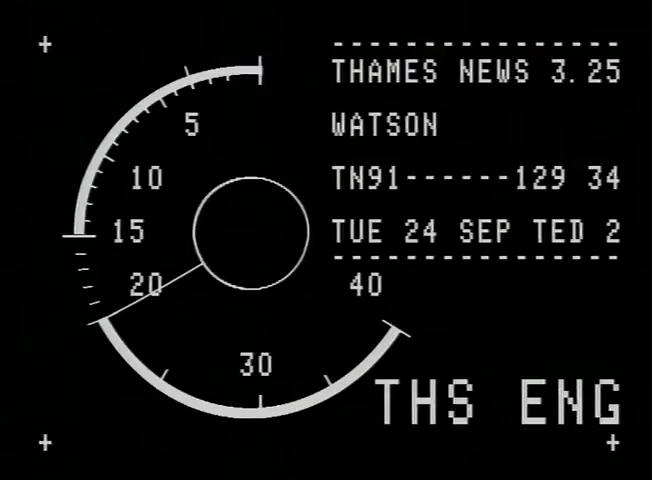 THAMES NEWS 3.25
WATSON
TN91------129 34
TUE 24 SEP TED 2
5
10
15
20
40
30
THS ENG